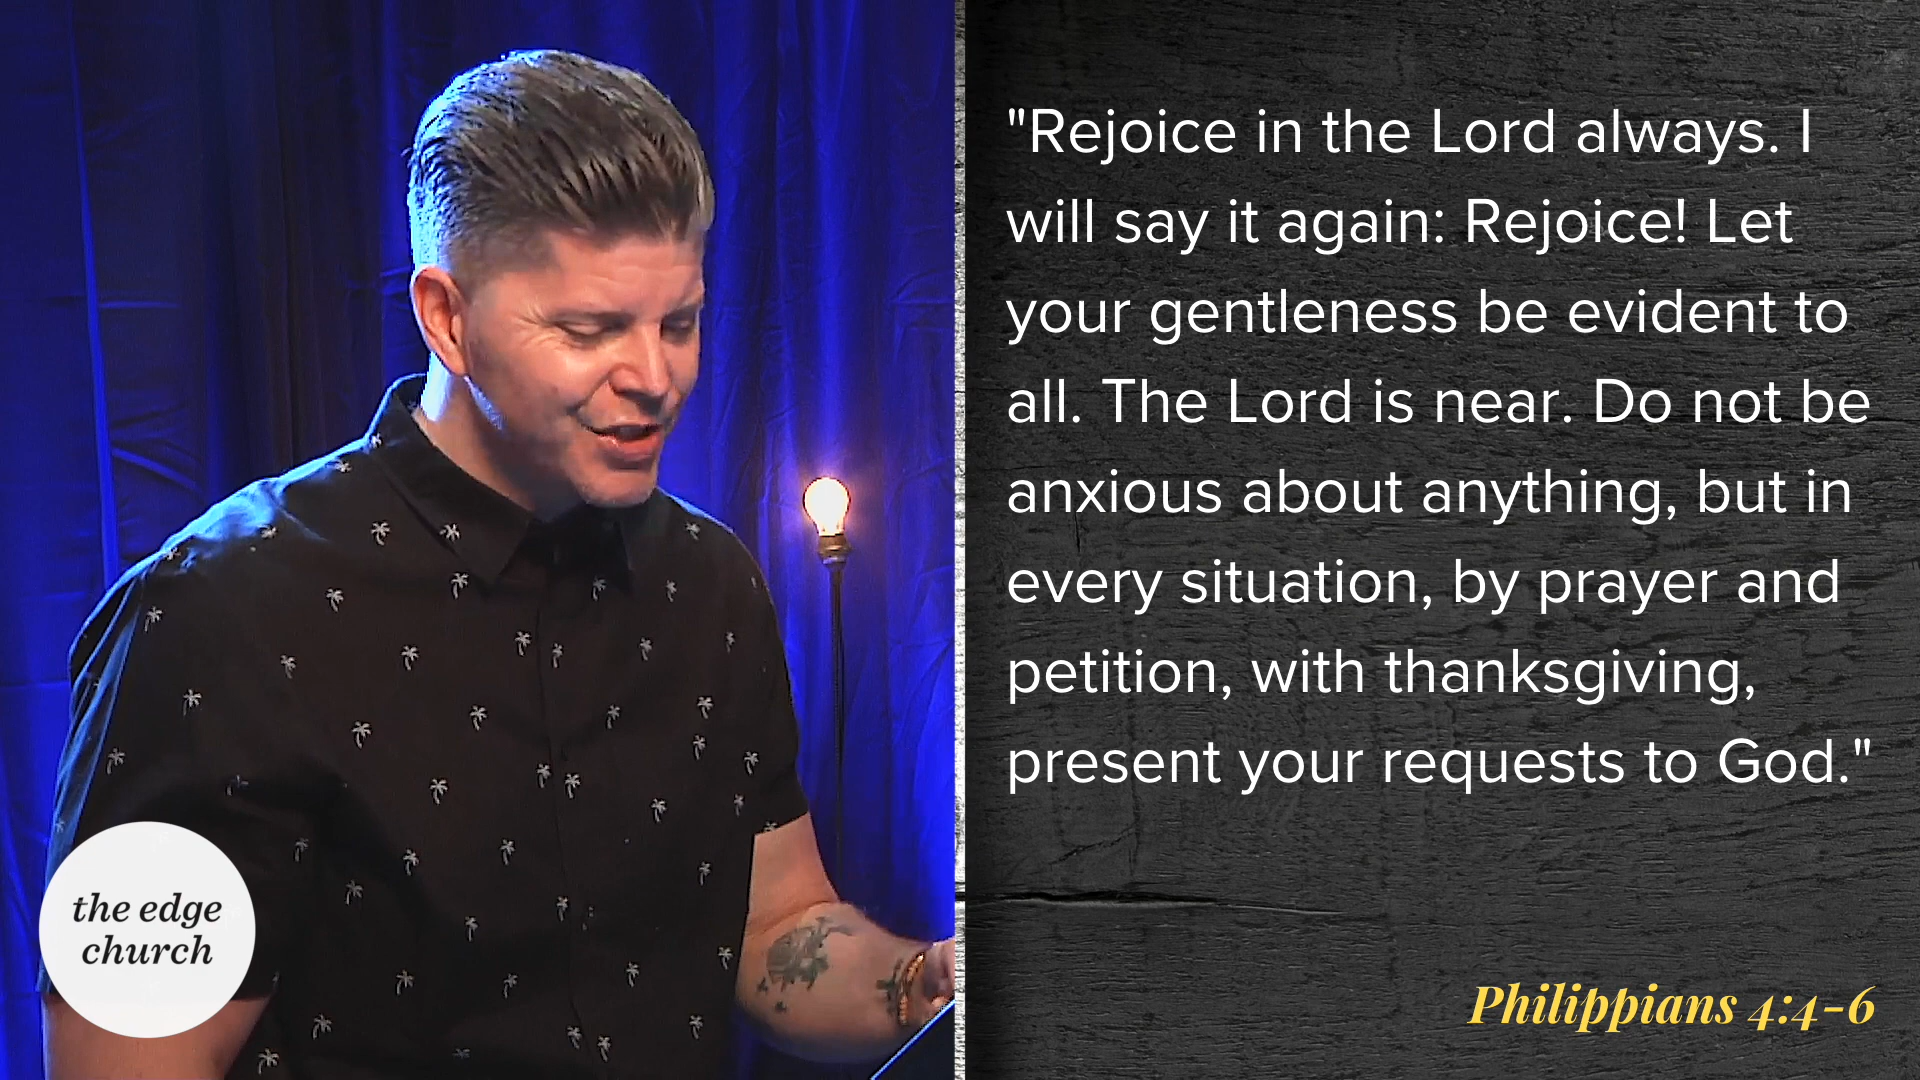 "Rejoice in the Lord always. I
will say it again: Rejoice! Let
your gentleness be evident to
all. The Lord is near. Do not be
anxious about anything, but in
every situation, by prayer and
petition, with thanksgiving,
present your requests to God."
Philippians 4:4-6
the edge
church